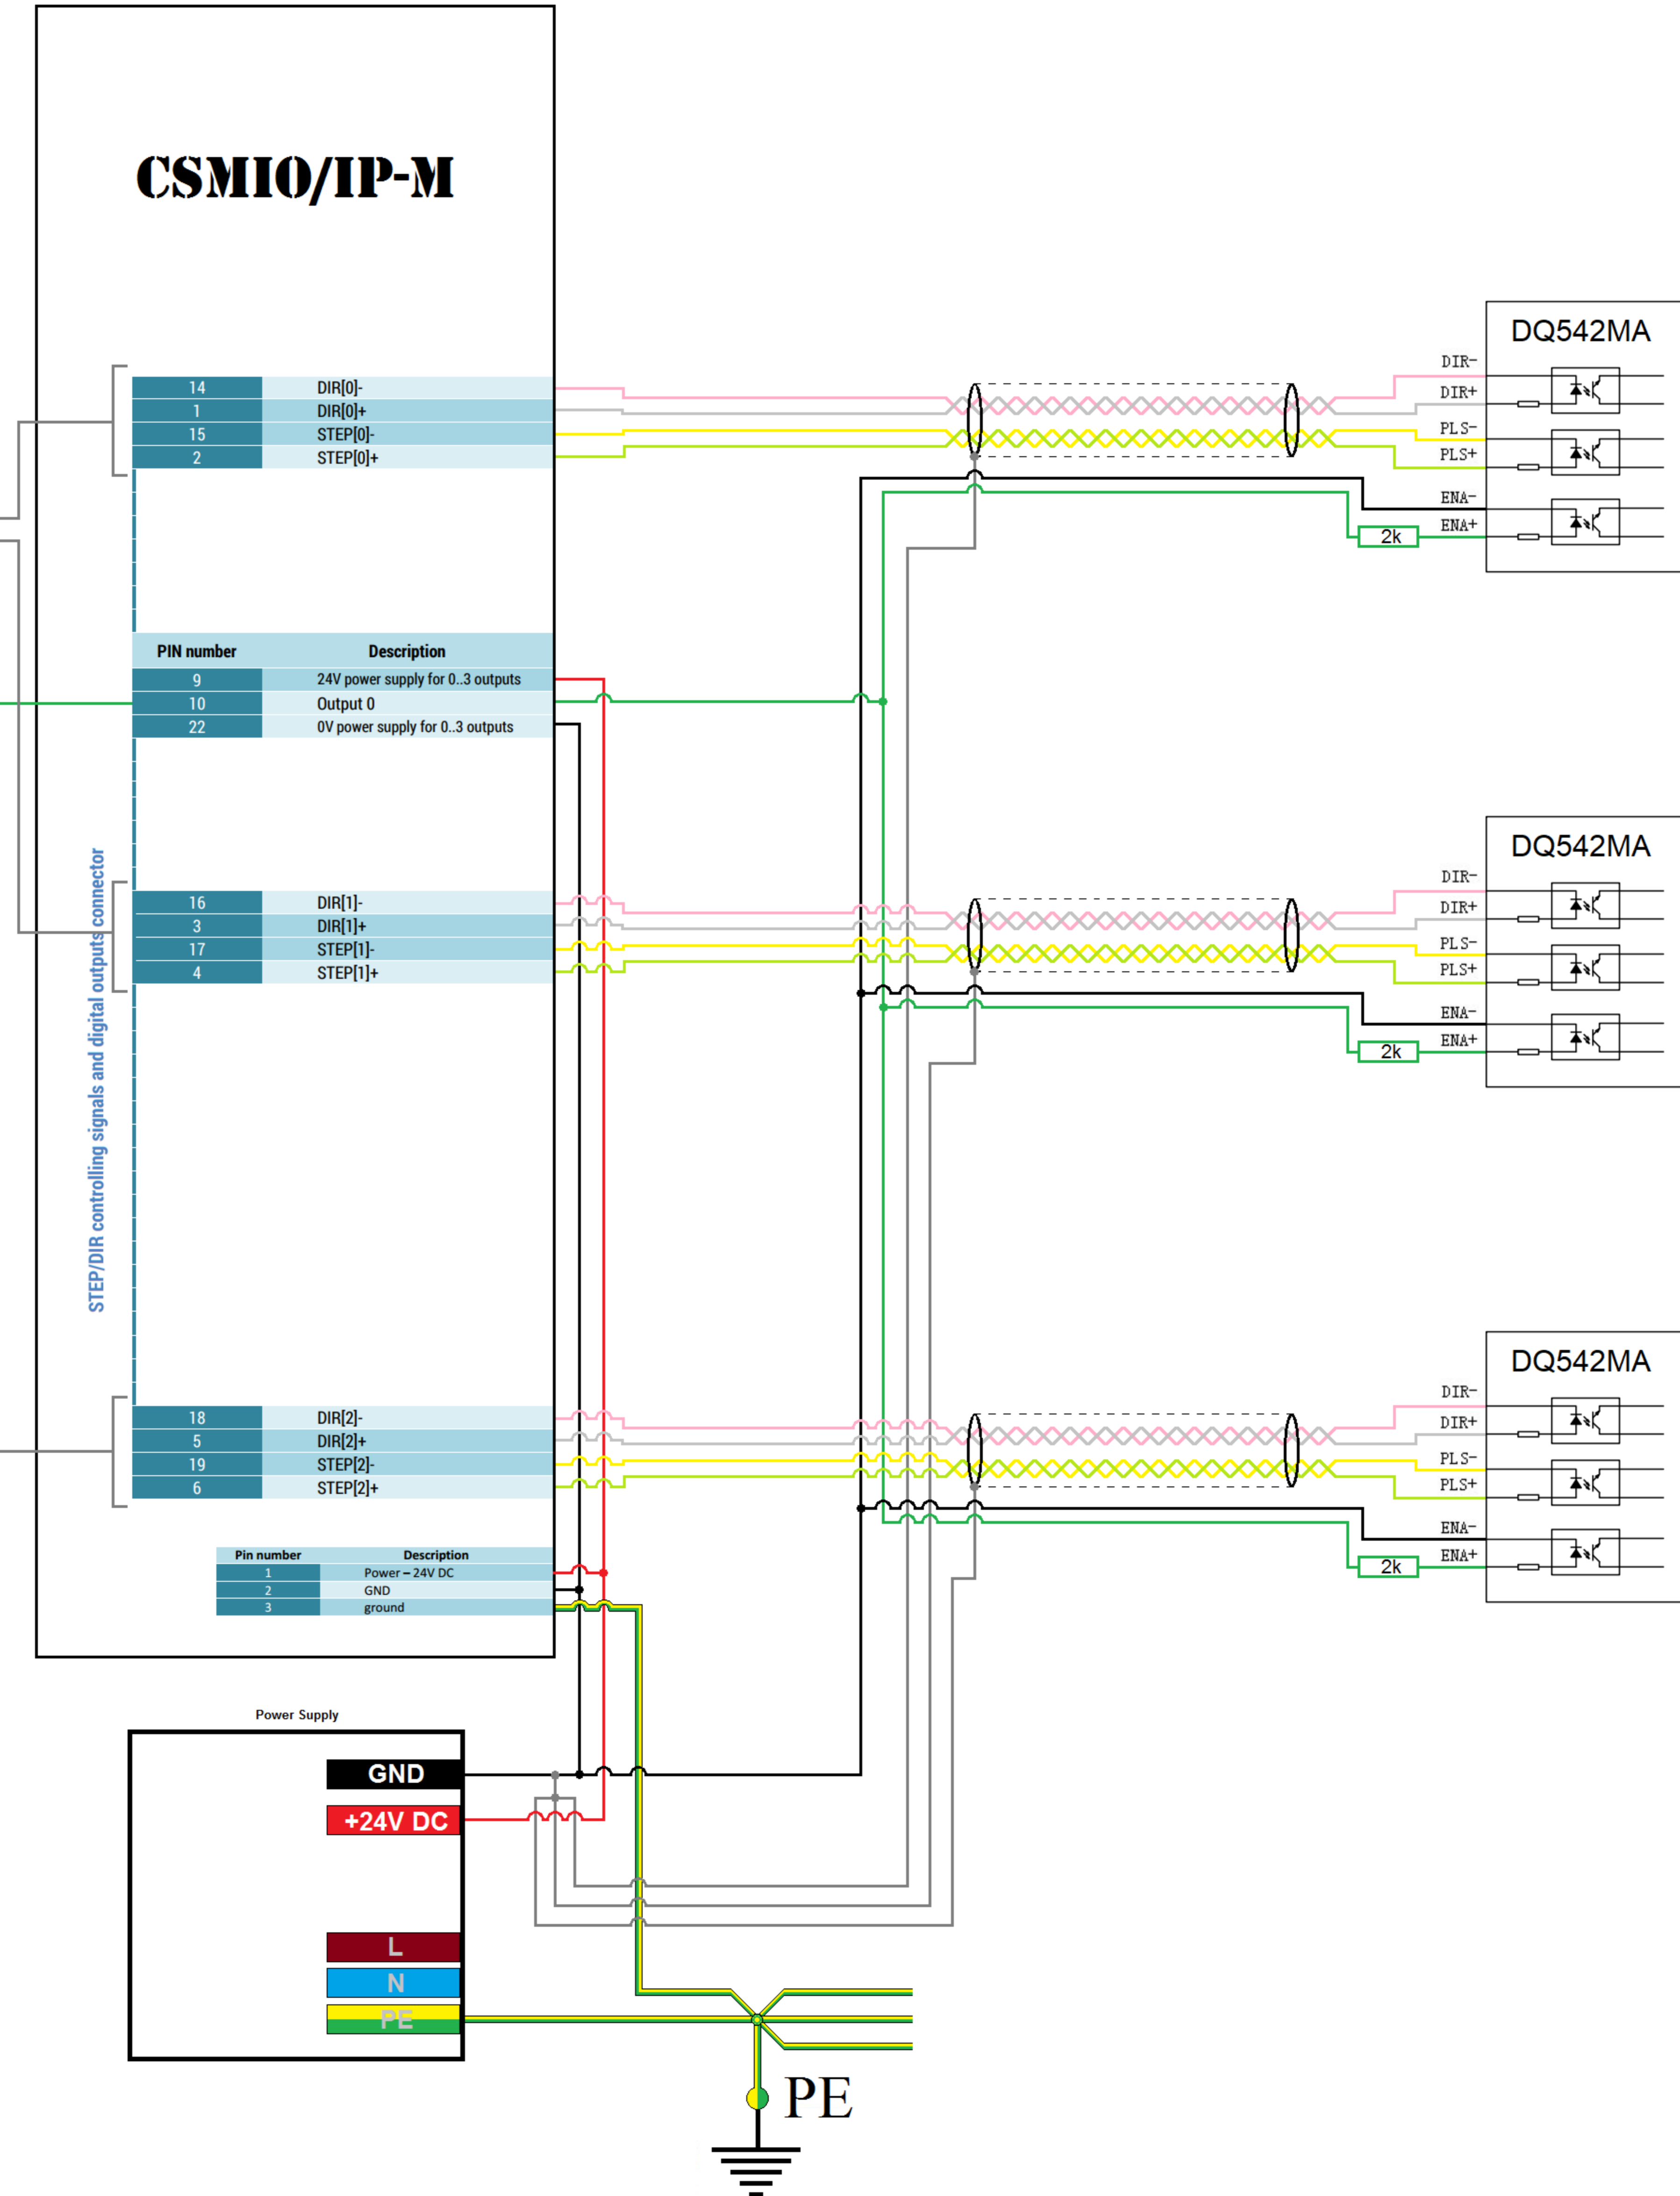 CSMIO/IP-M
14 DIR[0]-
1 DIR[0]+
15 STEP[0]-
2 STEP[0]+
DQ542MA
DIR-
DIR+
PLS-
PLS+
ENA-
ENA+
2k
PIN number Description
9 24V power supply for 0..3 outputs
10 Output 0
22 0V power supply for 0..3 outputs
STEP/DIR controlling signals and digital outputs connector
16 DIR[1]-
3 DIR[1]+
17 STEP[1]-
4 STEP[1]+
DQ542MA
DIR-
DIR+
PLS-
PLS+
ENA-
ENA+
2k
18 DIR[2]-
5 DIR[2]+
19 STEP[2]-
6 STEP[2]+
DQ542MA
DIR-
DIR+
PLS-
PLS+
ENA-
ENA+
2k
Pin number Description
1 Power – 24V DC
2 GND
3 ground
Power Supply
GND
+24V DC
L
N
PE
PE